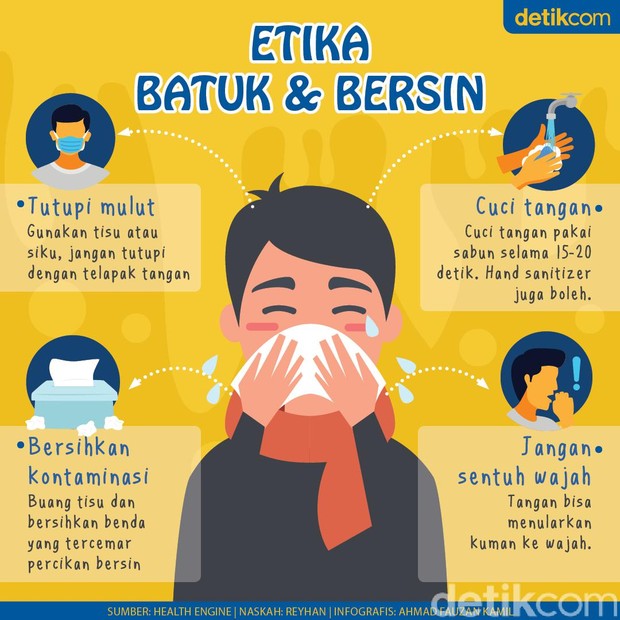 detikcom
ETIKA
BATUK & BERSIN
Tutupi mulut
Gunakan tisu atau
siku, jangan tutupi
dengan telapak tangan
Cuci tangan
Cuci tangan pakai
sabun selama 15-20
detik. Hand sanitizer
juga boleh.
Bersihkan
kontaminasi
Buang tisu dan
bersihkan benda
yang tercemar
percikan bersin
Jangan
sentuh wajah
Tangan bisa
menularkan
kuman ke wajah.
detikcom
SUMBER: HEALTH ENGINE | NASKAH: REYHAN | INFOGRAFIS: AHMAD FAUZAN KAMIL